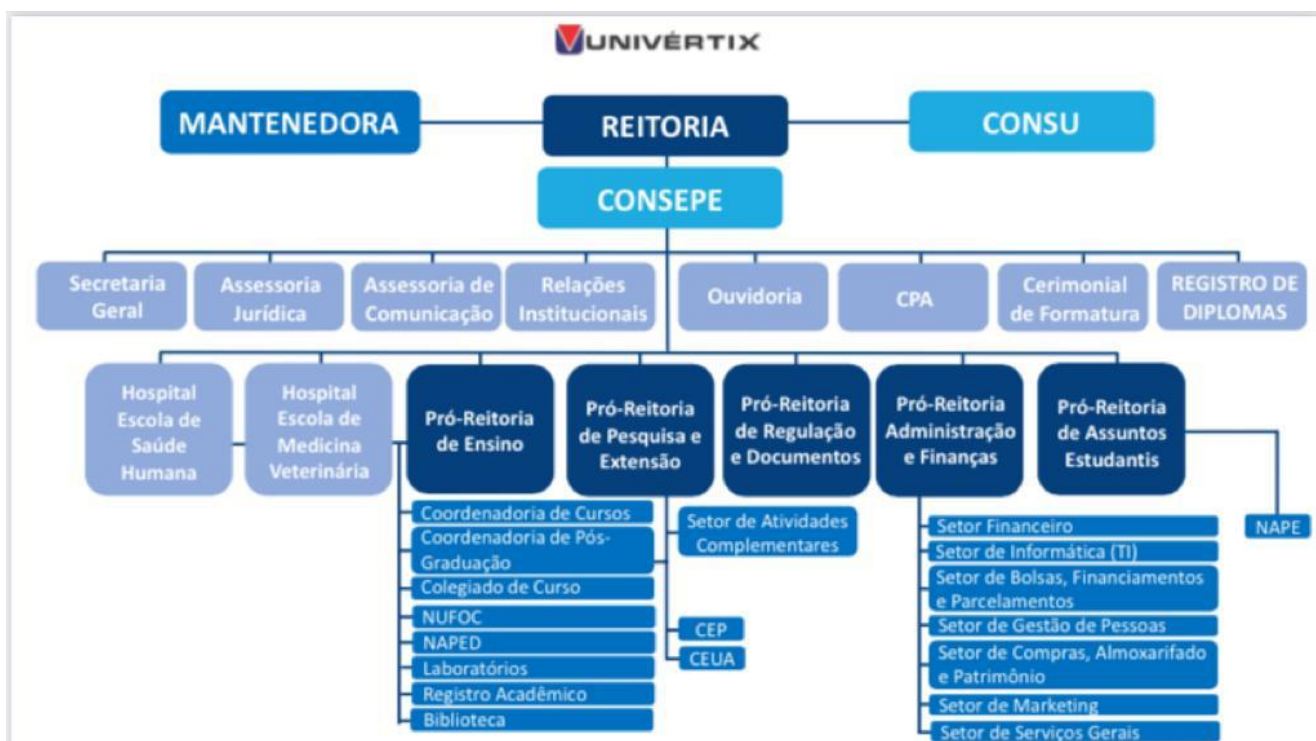 UNIVÉRTIX
MANTENEDORA
REITORIA
CONSU
CONSEPE
Secretaria
Geral
Assessoria
Jurídica
Assessoria de
Comunicação
Relações
Institucionais
Ouvidoria
CPA
Cerimonial
de Formatura
REGISTRO DE
DIPLOMAS
Hospital
Escola de
Saúde
Humana
Hospital
Escola de
Medicina
Veterinária
Pró-Reitoria
de Ensino
Pró-Reitoria
de Pesquisa e
Extensão
Pró-Reitoria
de Regulação
e Documentos
Pró-Reitoria
Administração
e Finanças
Pró-Reitoria
de Assuntos
Estudantis
Coordenadoria de Cursos
Coordenadoria de Pós-
Graduação
Colegiado de Curso
NUFOC
NAPED
Laboratórios
Registro Acadêmico
Biblioteca
Setor de Atividades
Complementares
CEP
CEUA
Setor Financeiro
Setor de Informática (TI)
Setor de Bolsas, Financiamentos
e Parcelamentos
Setor de Gestão de Pessoas
Setor de Compras, Almoxarifado
e Patrimônio
Setor de Marketing
Setor de Serviços Gerais
NAPE